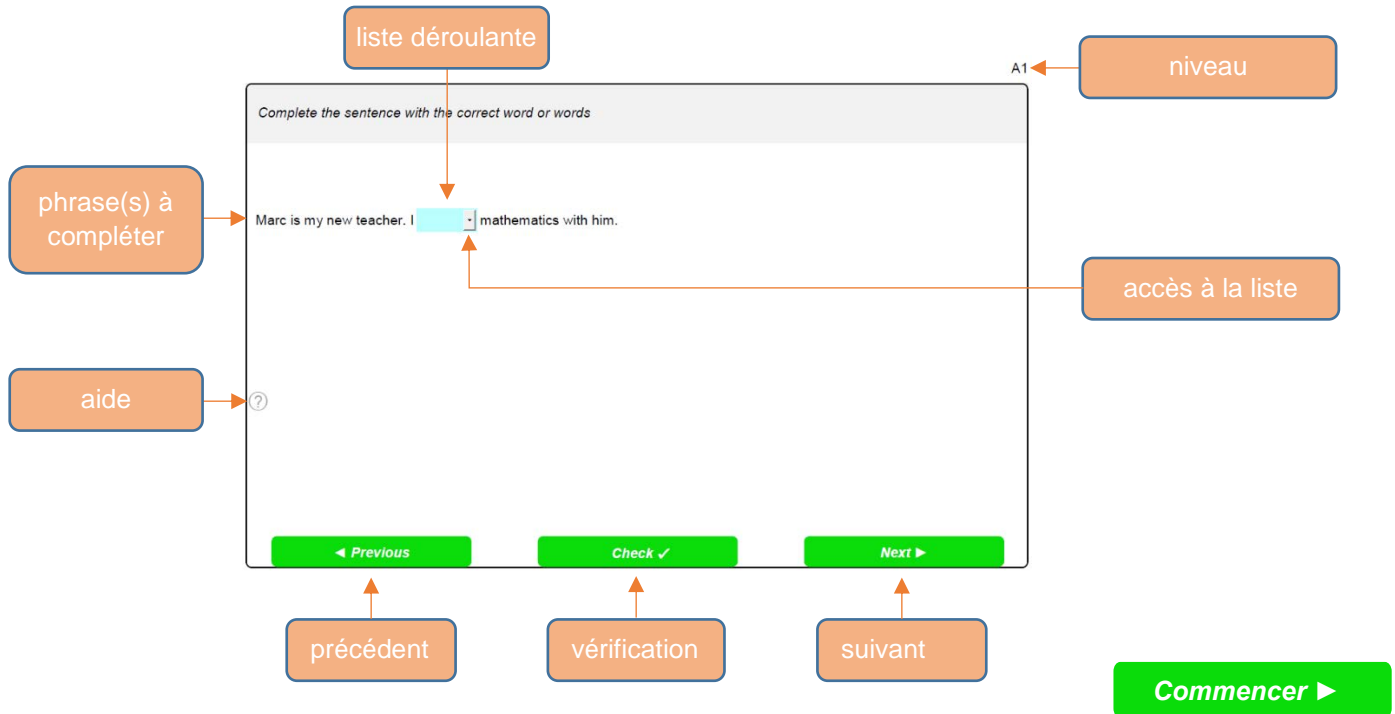 liste déroulante
A1
niveau
Complete the sentence with the correct word or words
phrase(s) à
compléter
Marc is my new teacher. I mathematics with him.
accès à la liste
aide
?
◄ Previous
Check ✓
Next ►
précédent
vérification
suivant
Commencer ►